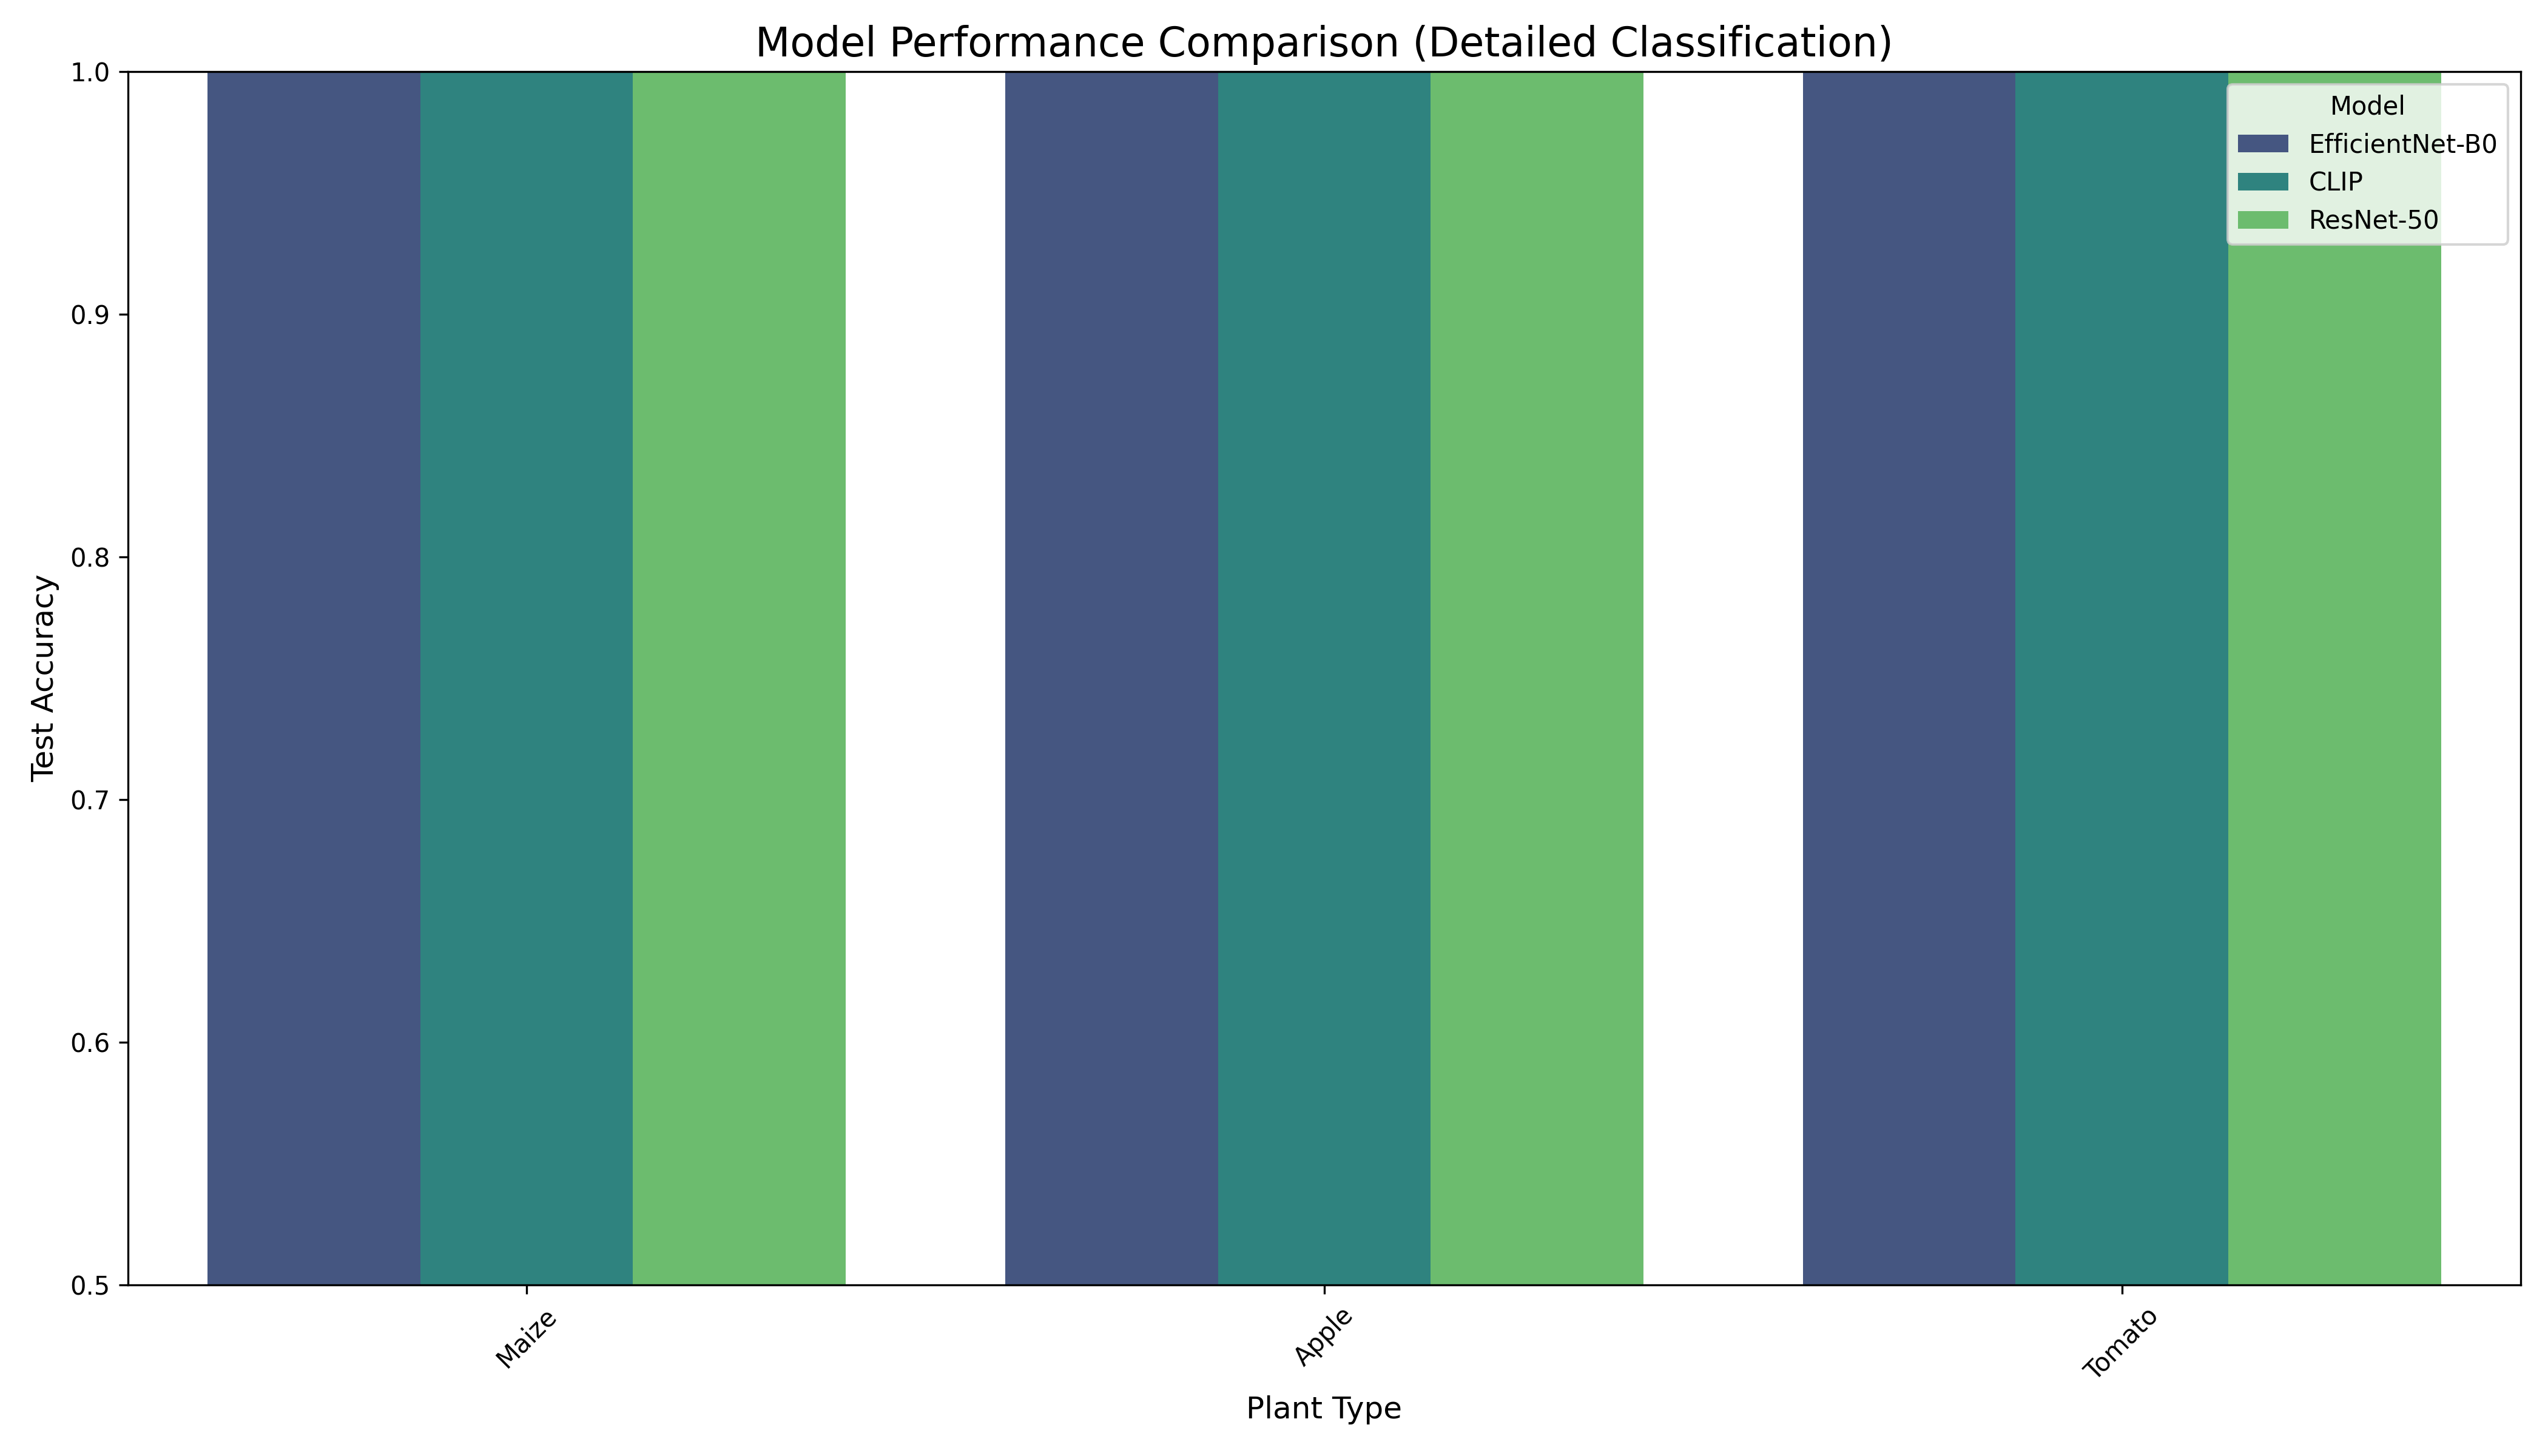 Model Performance Comparison (Detailed Classification)
1.0
0.9
0.8
0.7
0.6
0.5
Test Accuracy
Model
EfficientNet-B0
CLIP
ResNet-50
Maize
Apple
Tomato
Plant Type